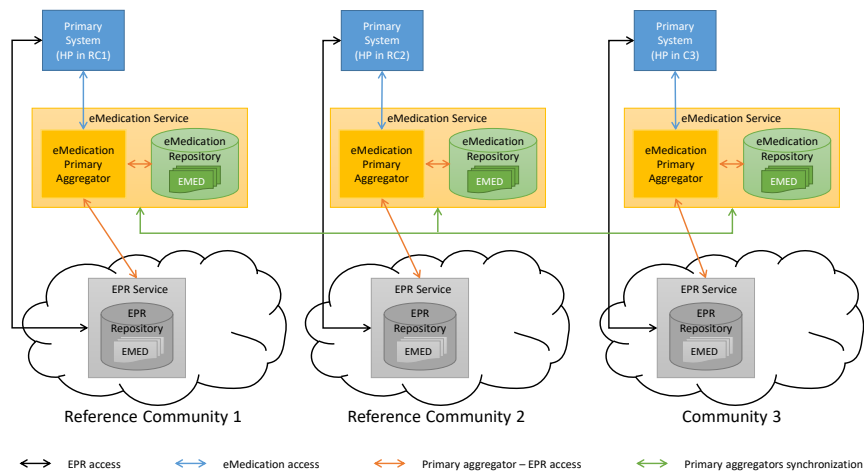 Primary
System
(HP in RC1)
Primary
System
(HP in RC2)
Primary
System
(HP in C3)
eMedication Service
eMedication
Primary
Aggregator
eMedication
Repository
EMED
eMedication Service
eMedication
Primary
Aggregator
eMedication
Repository
EMED
eMedication Service
eMedication
Primary
Aggregator
eMedication
Repository
EMED
EPR Service
EPR
Repository
EMED
EPR Service
EPR
Repository
EMED
EPR Service
EPR
Repository
EMED
Reference Community 1
Reference Community 2
Community 3
EPR access
eMedication access
Primary aggregator – EPR access
Primary aggregators synchronization